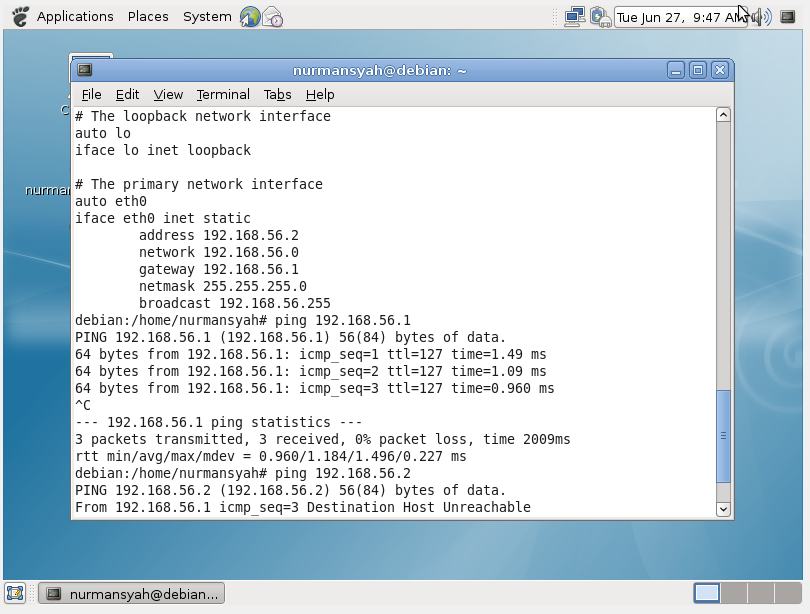 Applications Places System Tue Jun 27, 9:47 AM
nurmansyah@debian: ~
File Edit View Terminal Tabs Help
# The loopback network interface
auto lo
iface lo inet loopback
# The primary network interface
auto eth0
iface eth0 inet static
address 192.168.56.2
network 192.168.56.0
gateway 192.168.56.1
netmask 255.255.255.0
broadcast 192.168.56.255
debian:/home/nurmansyah# ping 192.168.56.1
PING 192.168.56.1 (192.168.56.1) 56(84) bytes of data.
64 bytes from 192.168.56.1: icmp_seq=1 ttl=127 time=1.49 ms
64 bytes from 192.168.56.1: icmp_seq=2 ttl=127 time=1.09 ms
64 bytes from 192.168.56.1: icmp_seq=3 ttl=127 time=0.960 ms
^C
--- 192.168.56.1 ping statistics ---
3 packets transmitted, 3 received, 0% packet loss, time 2009ms
rtt min/avg/max/mdev = 0.960/1.184/1.496/0.227 ms
debian:/home/nurmansyah# ping 192.168.56.2
PING 192.168.56.2 (192.168.56.2) 56(84) bytes of data.
From 192.168.56.1 icmp_seq=3 Destination Host Unreachable
nurmansyah@debian...